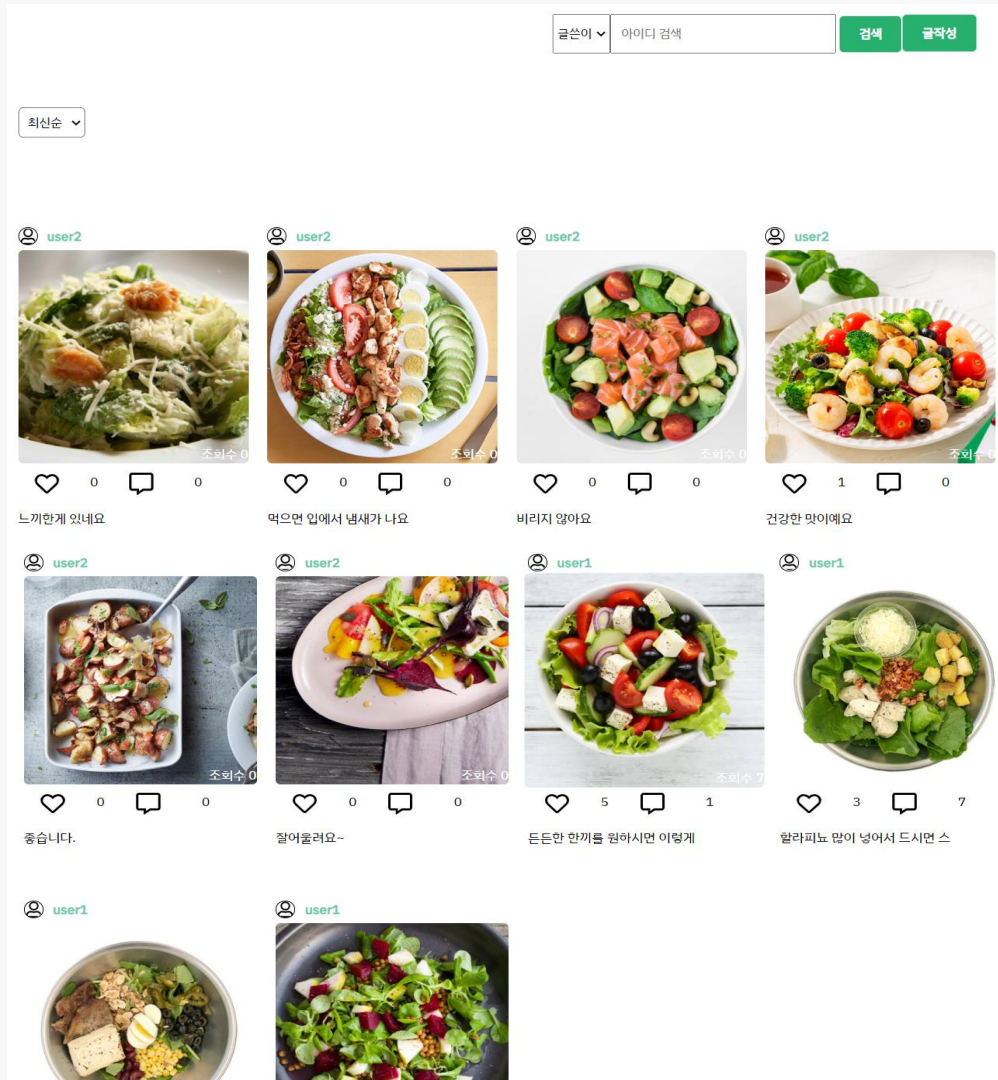 글쓴이 아이디 검색 검색 글작성
최신순
user2 user2 user2 user2
조회수 0 조회수 0 조회수 0 조회수 0
0 0 0 0 0 0 1 0
느끼한게 있네요 먹으면 입에서 냄새가 나요 비리지 않아요 건강한 맛이예요
user2 user2 user1 user1
조회수 0 조회수 0 조회수 7
0 0 0 0 5 1 3 7
좋습니다. 잘어울려요~ 든든한 한끼를 원하시면 이렇게 할라피뇨 많이 넣어서 드시면 스
user1 user1